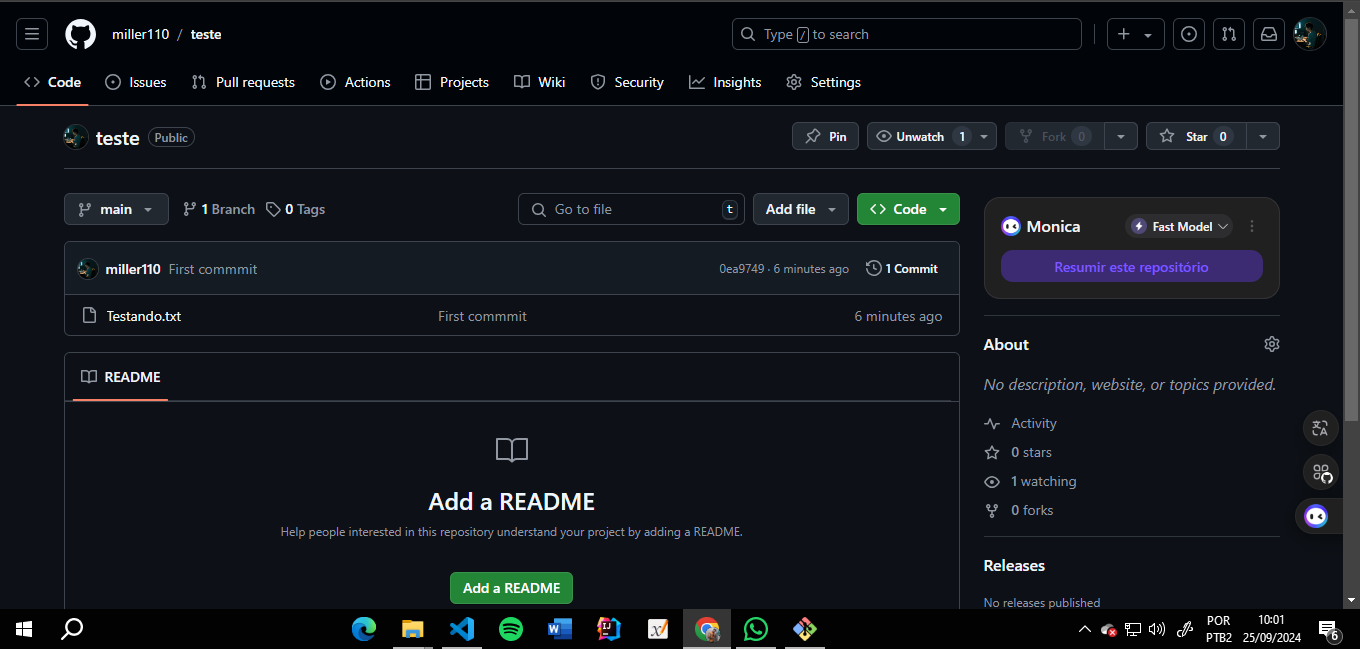 miller110 / teste
Type / to search
Code
Issues
Pull requests
Actions
Projects
Wiki
Security
Insights
Settings
teste Public
Pin
Unwatch 1
Fork 0
Star 0
main
1 Branch
0 Tags
Go to file t
Add file
Code
miller110 First commmit
0ea9749 · 6 minutes ago
1 Commit
Testando.txt
First commmit
6 minutes ago
README
Add a README
Help people interested in this repository understand your project by adding a README.
Add a README
Monica
Fast Model
Resumir este repositório
About
No description, website, or topics provided.
Activity
0 stars
1 watching
0 forks
Releases
No releases published
POR
PTB2
10:01
25/09/2024
6